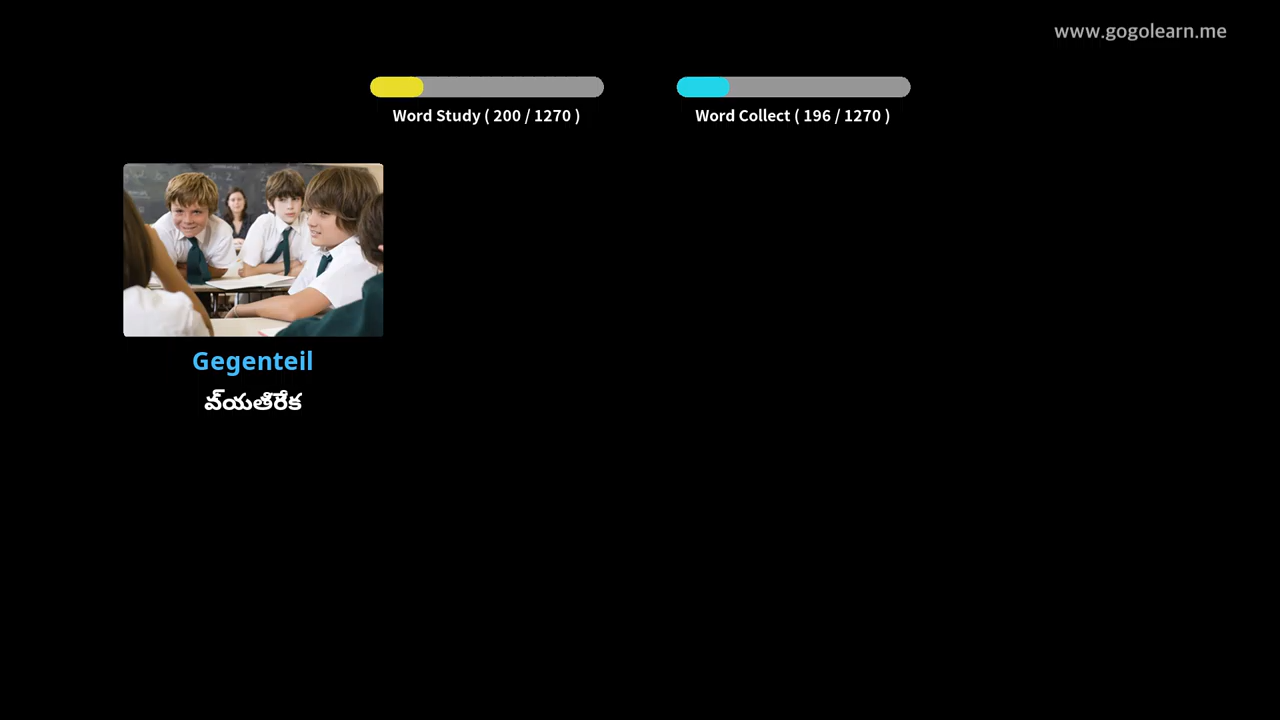 www.gogolearn.me
Word Study ( 200 / 1270 )
Word Collect ( 196 / 1270 )
Gegenteil
వ్యతిరేక